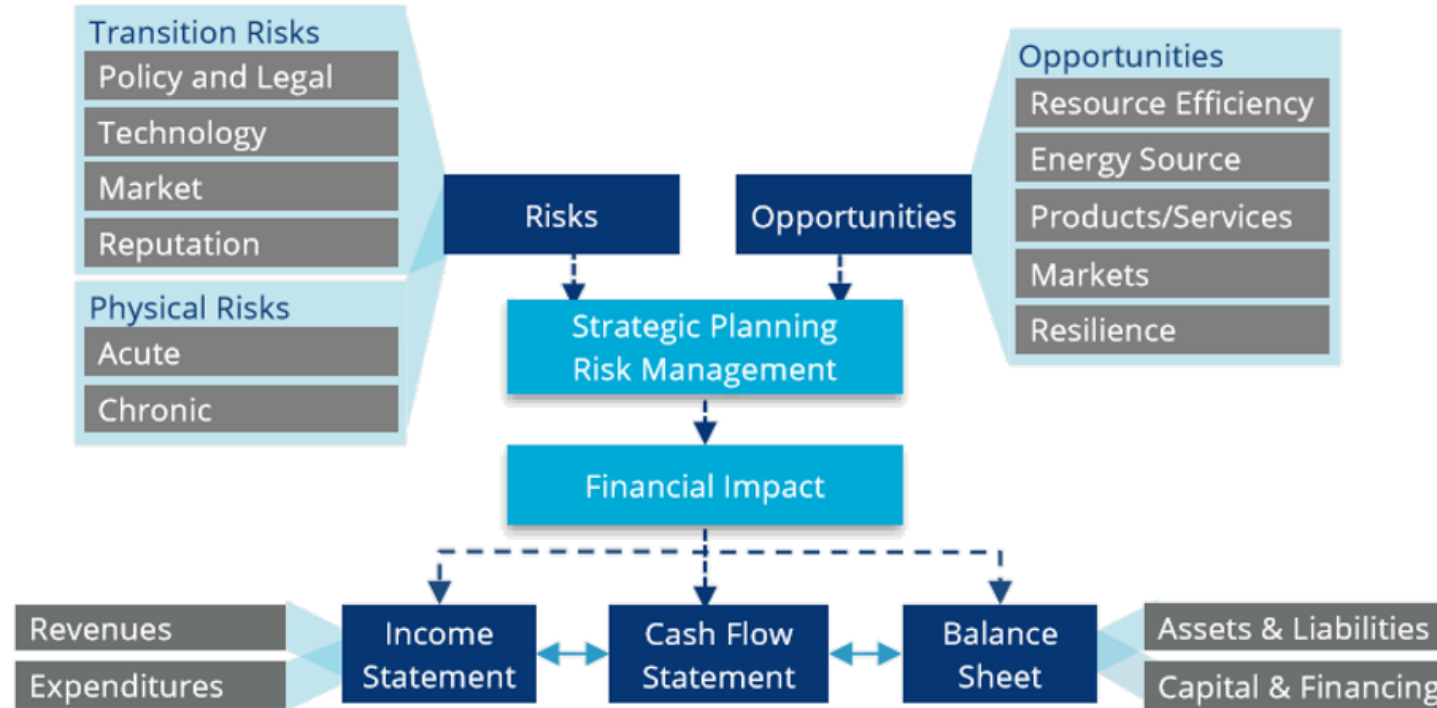 Transition Risks
Policy and Legal
Technology
Market
Reputation
Physical Risks
Acute
Chronic
Risks
Opportunities
Opportunities
Resource Efficiency
Energy Source
Products/Services
Markets
Resilience
Strategic Planning
Risk Management
Financial Impact
Revenues
Expenditures
Income
Statement
Cash Flow
Statement
Balance
Sheet
Assets & Liabilities
Capital & Financing